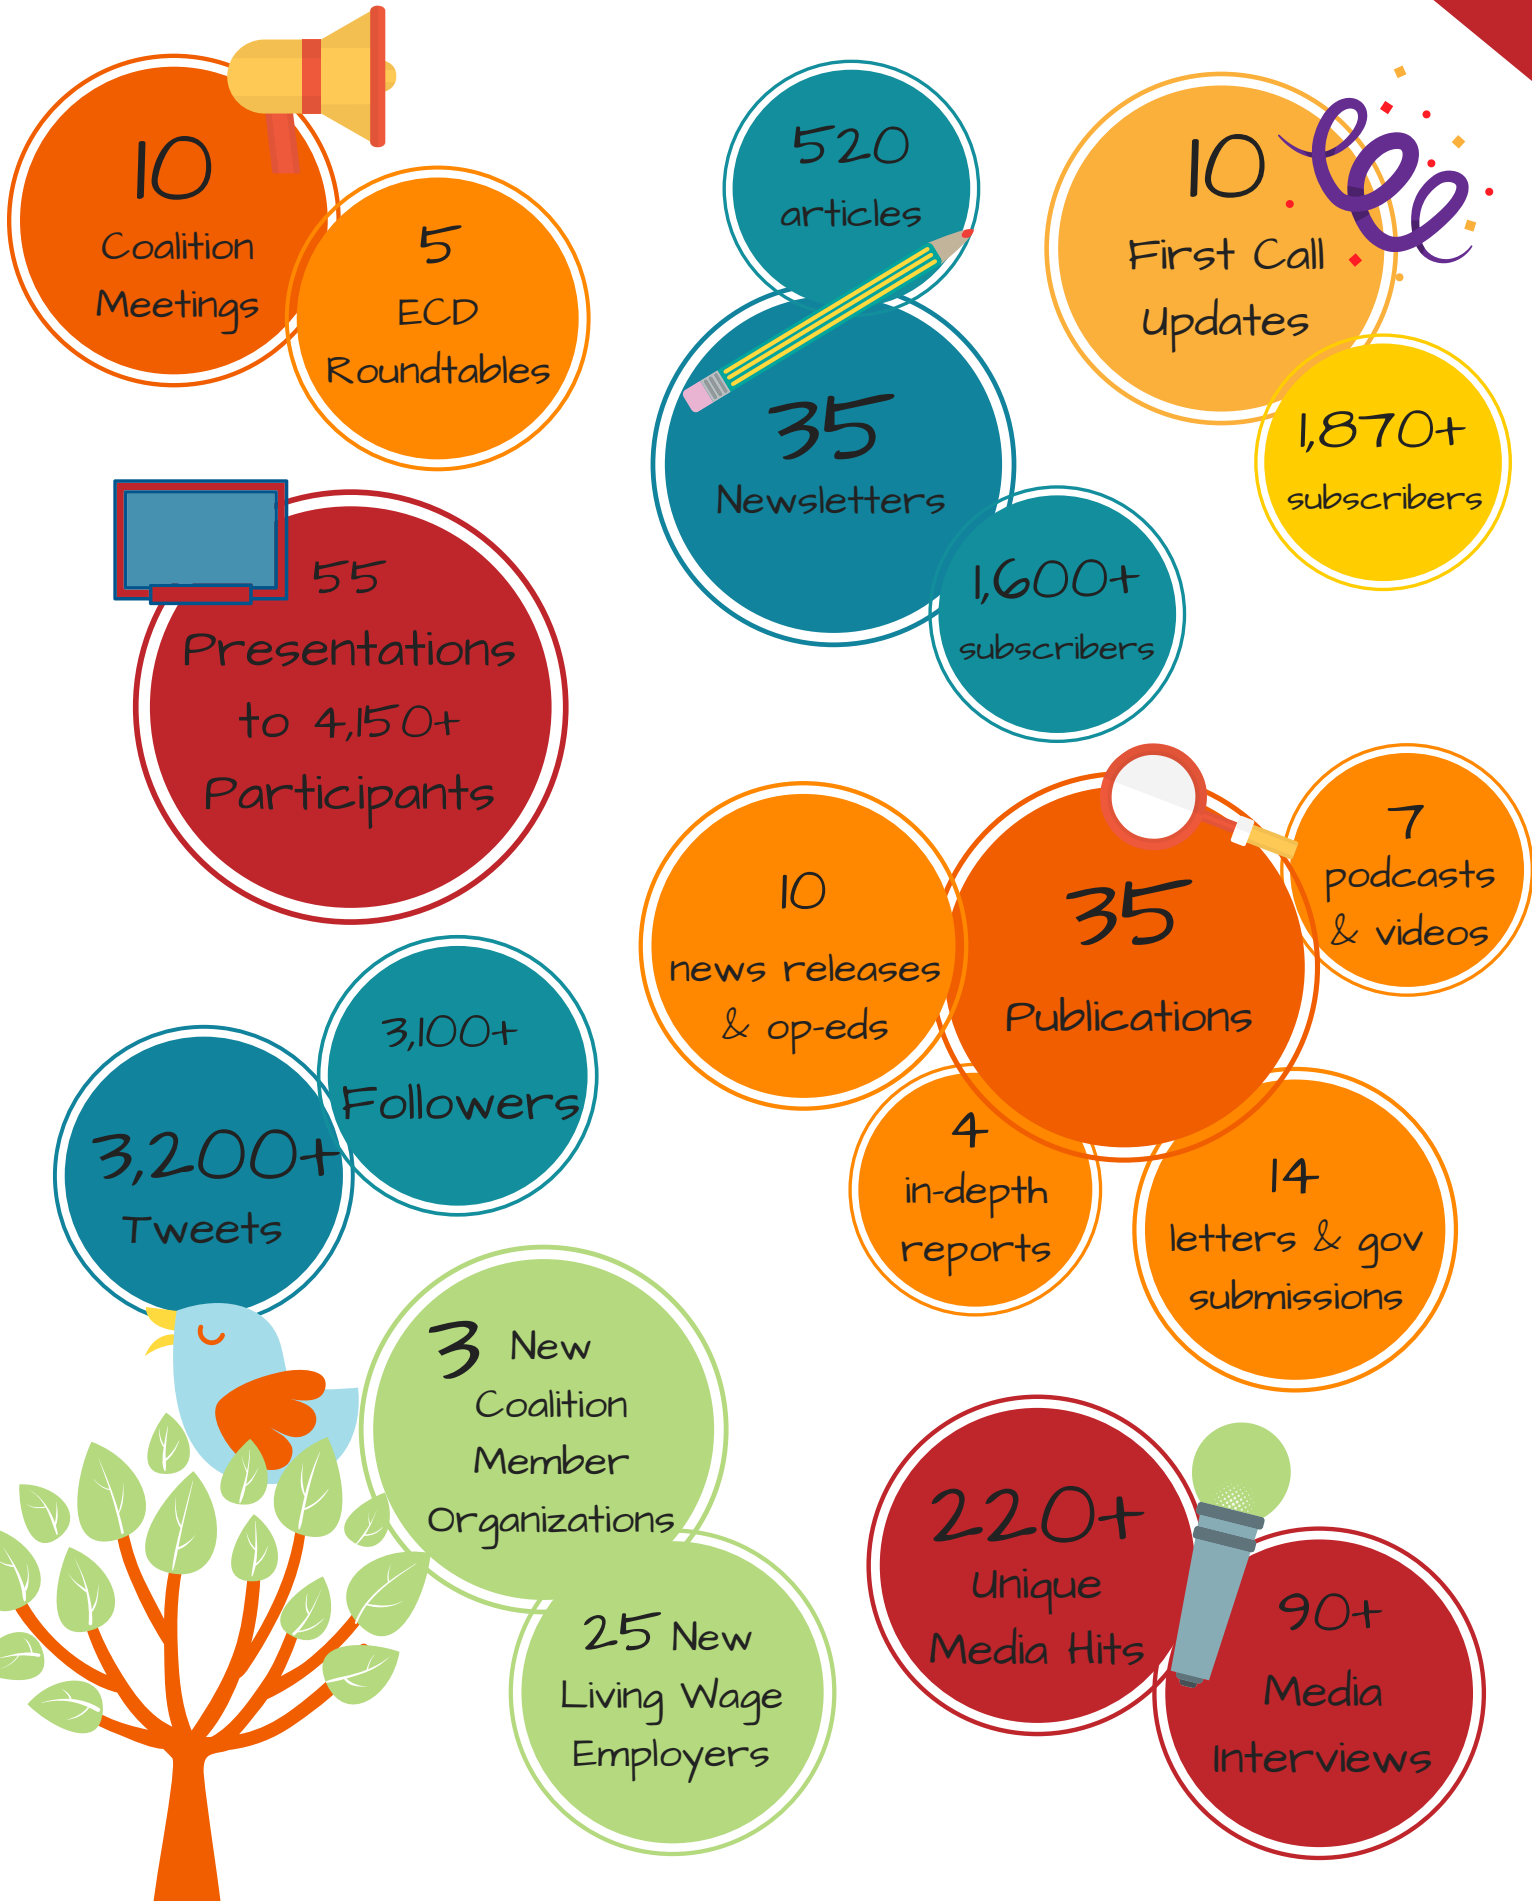 10
Coalition
Meetings
5
ECD
Roundtables
520
articles
35
Newsletters
1,600+
subscribers
10
First Call
Updates
1,870+
subscribers
55
Presentations
to 4,150+
Participants
10
news releases
& op-eds
35
Publications
7
podcasts
& videos
4
in-depth
reports
14
letters & gov
submissions
3,100+
Followers
3,200+
Tweets
3 New
Coalition
Member
Organizations
25 New
Living Wage
Employers
220+
Unique
Media Hits
90+
Media
Interviews